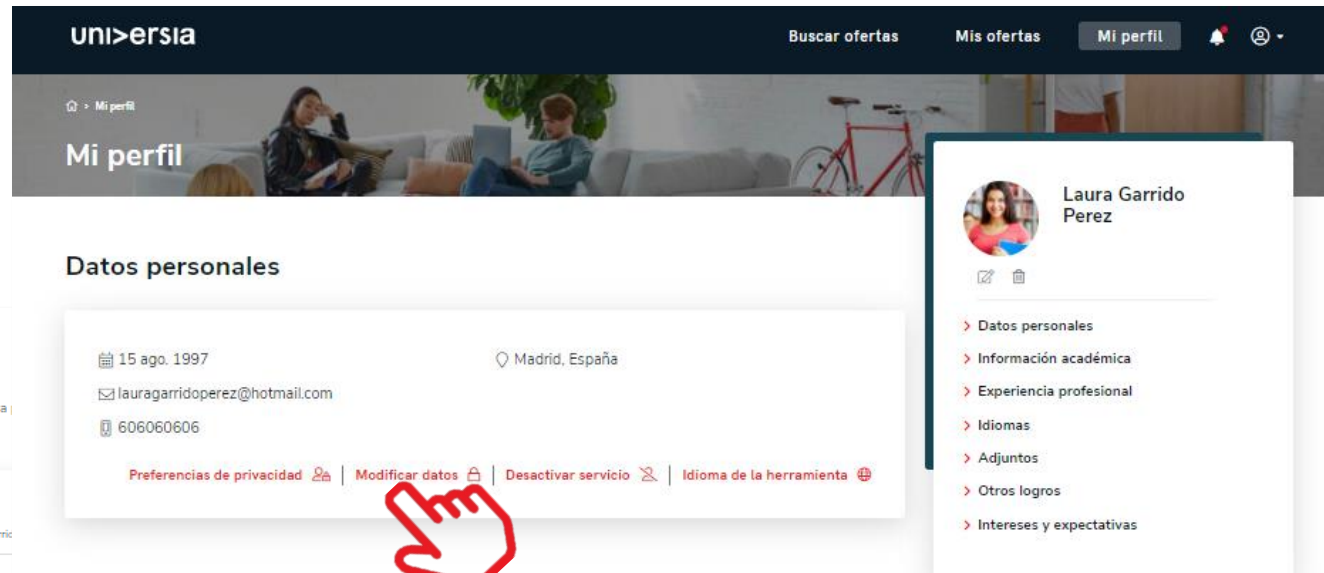 uni>ersia
Buscar ofertas Mis ofertas Mi perfil
> Mi perfil
Mi perfil
Laura Garrido
Perez
Datos personales
15 ago. 1997 Madrid, España
lauragarridoperez@hotmail.com
606060606
Preferencias de privacidad | Modificar datos | Desactivar servicio | Idioma de la herramienta
> Datos personales
> Información académica
> Experiencia profesional
> Idiomas
> Adjuntos
> Otros logros
> Intereses y expectativas